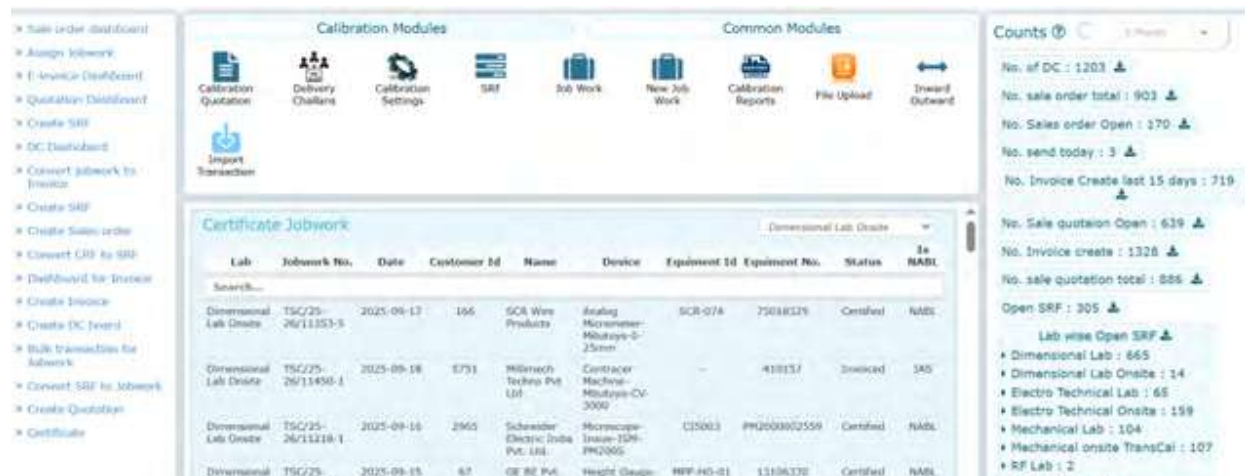 » Sale order dashboard
» Assign Jobwork
» E-Invoice Dashboard
» Quotation Dashboard
» Create SRF
» DC Dashobard
» Convert jobwork to
Invoice
» Create SRF
» Create Sales order
» Convert CRF to SRF
» Dashboard for Invoice
» Create Invoice
» Create DC board
» Bulk transaction for
Jobwork
» Convert SRF to Jobwork
» Create Quotation
» Certificate
Calibration Modules
Common Modules
Calibration
Quotation
Delivery
Challans
Calibration
Settings
SRF
Job Work
New Job
Work
Calibration
Reports
File Upload
Inward
Outward
Import
Transaction
Certificate Jobwork
Dimensional Lab Onsite
Lab Jobwork No. Date Customer Id Name Device Equiment Id Equiment No. Status Is NABL
Search...
Dimensional Lab Onsite TSC/25-26/11353-5 2025-09-17 166 SCR Wire Products Analog Micrometer-Mitutoyo-0-25mm SCR-07A 75018329 Certified NABL
Dimensional Lab Onsite TSC/25-26/11450-1 2025-09-18 5751 Techno Pvt Ltd Machine-Mitutoyo-CV-3000 - 410157 Invoiced IAS
Dimensional Lab Onsite TSC/25-26/11218-1 2025-09-16 2965 Schneider Electric India Pvt. Ltd. Microscope- PM200S CIS003 PM2000002559 Certified NABL
Dimensional TSC/25- 2025-09-15 67 GE BE Pvt. Height Gauge- MPF-HG-01 13106370 Certified NABL
Counts
No. of DC : 1203
No. sale order total : 903
No. Sales order Open : 170
No. send today : 3
No. Invoice Create last 15 days : 719
No. Sale quotaion Open : 639
No. Invoice create : 1328
No. sale quotation total : 886
Open SRF : 305
Lab wise Open SRF
Dimensional Lab : 665
Dimensional Lab Onsite : 14
Electro Technical Lab : 65
Electro Technical Onsite : 159
Mechanical Lab : 104
Mechanical onsite TransCal : 107
RF Lab : 2